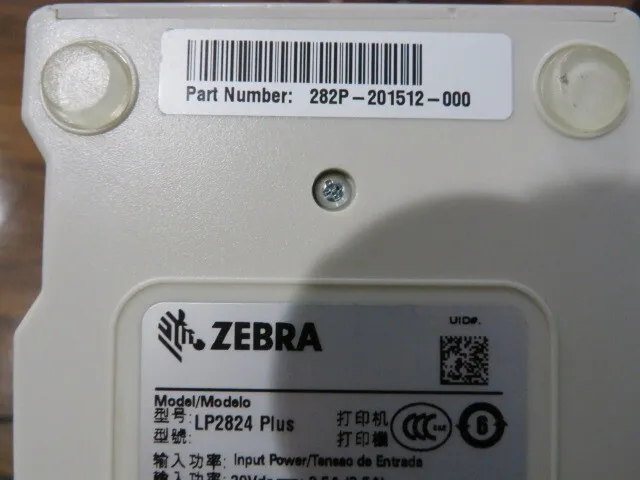 Part Number: 282P-201512-000
ZEBRA
UID#.
Model/Modelo
型号: LP2824 Plus 打印机
型號: 打印機
输入功率: Input Power/Tensao de Entrada